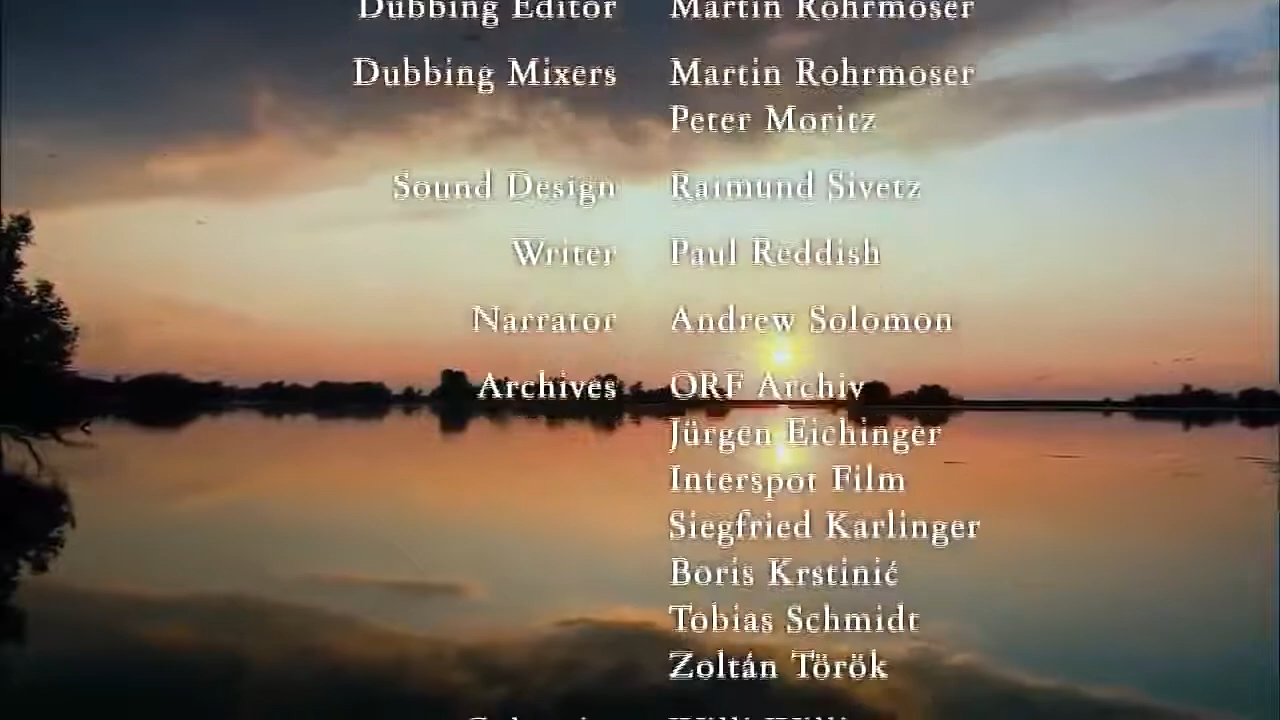 Dubbing Editor Martin Rohrmoser
Dubbing Mixers Martin Rohrmoser
Peter Moritz
Sound Design Raimund Sivetz
Writer Paul Reddish
Narrator Andrew Solomon
Archives ORF Archiv
Jürgen Eichinger
Interspot Film
Siegfried Karlinger
Boris Krstinić
Tobias Schmidt
Zoltán Török